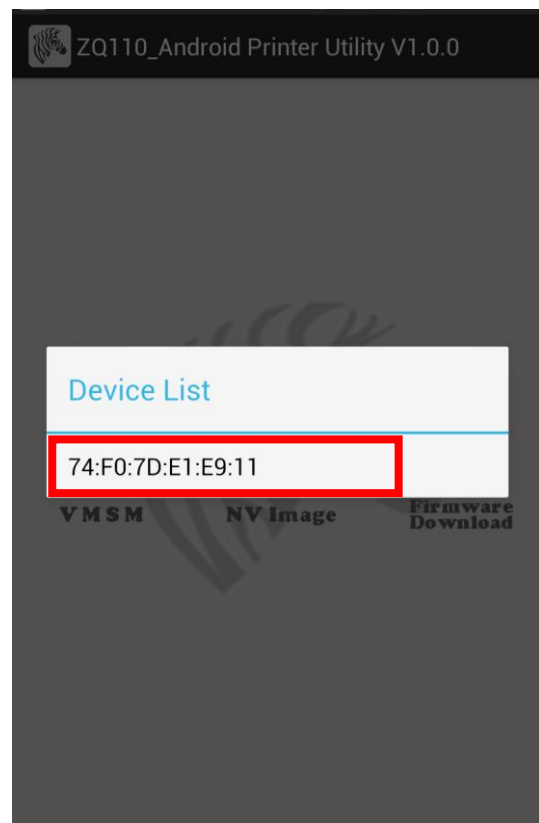 ZQ110_Android Printer Utility V1.0.0
Device List
74:F0:7D:E1:E9:11
VMSM NV Image Firmware
Download